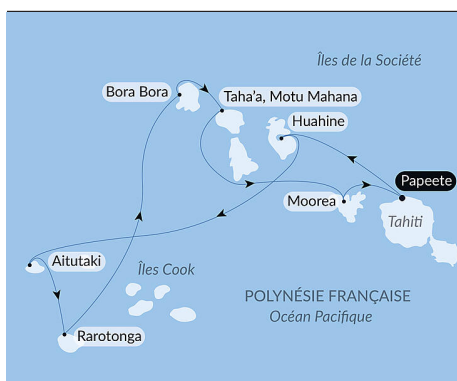 Îles de la Société
Bora Bora
Taha'a, Motu Mahana
Huahine
Papeete
Moorea
Tahiti
Aitutaki
Îles Cook
POLYNÉSIE FRANÇAISE
Océan Pacifique
Rarotonga